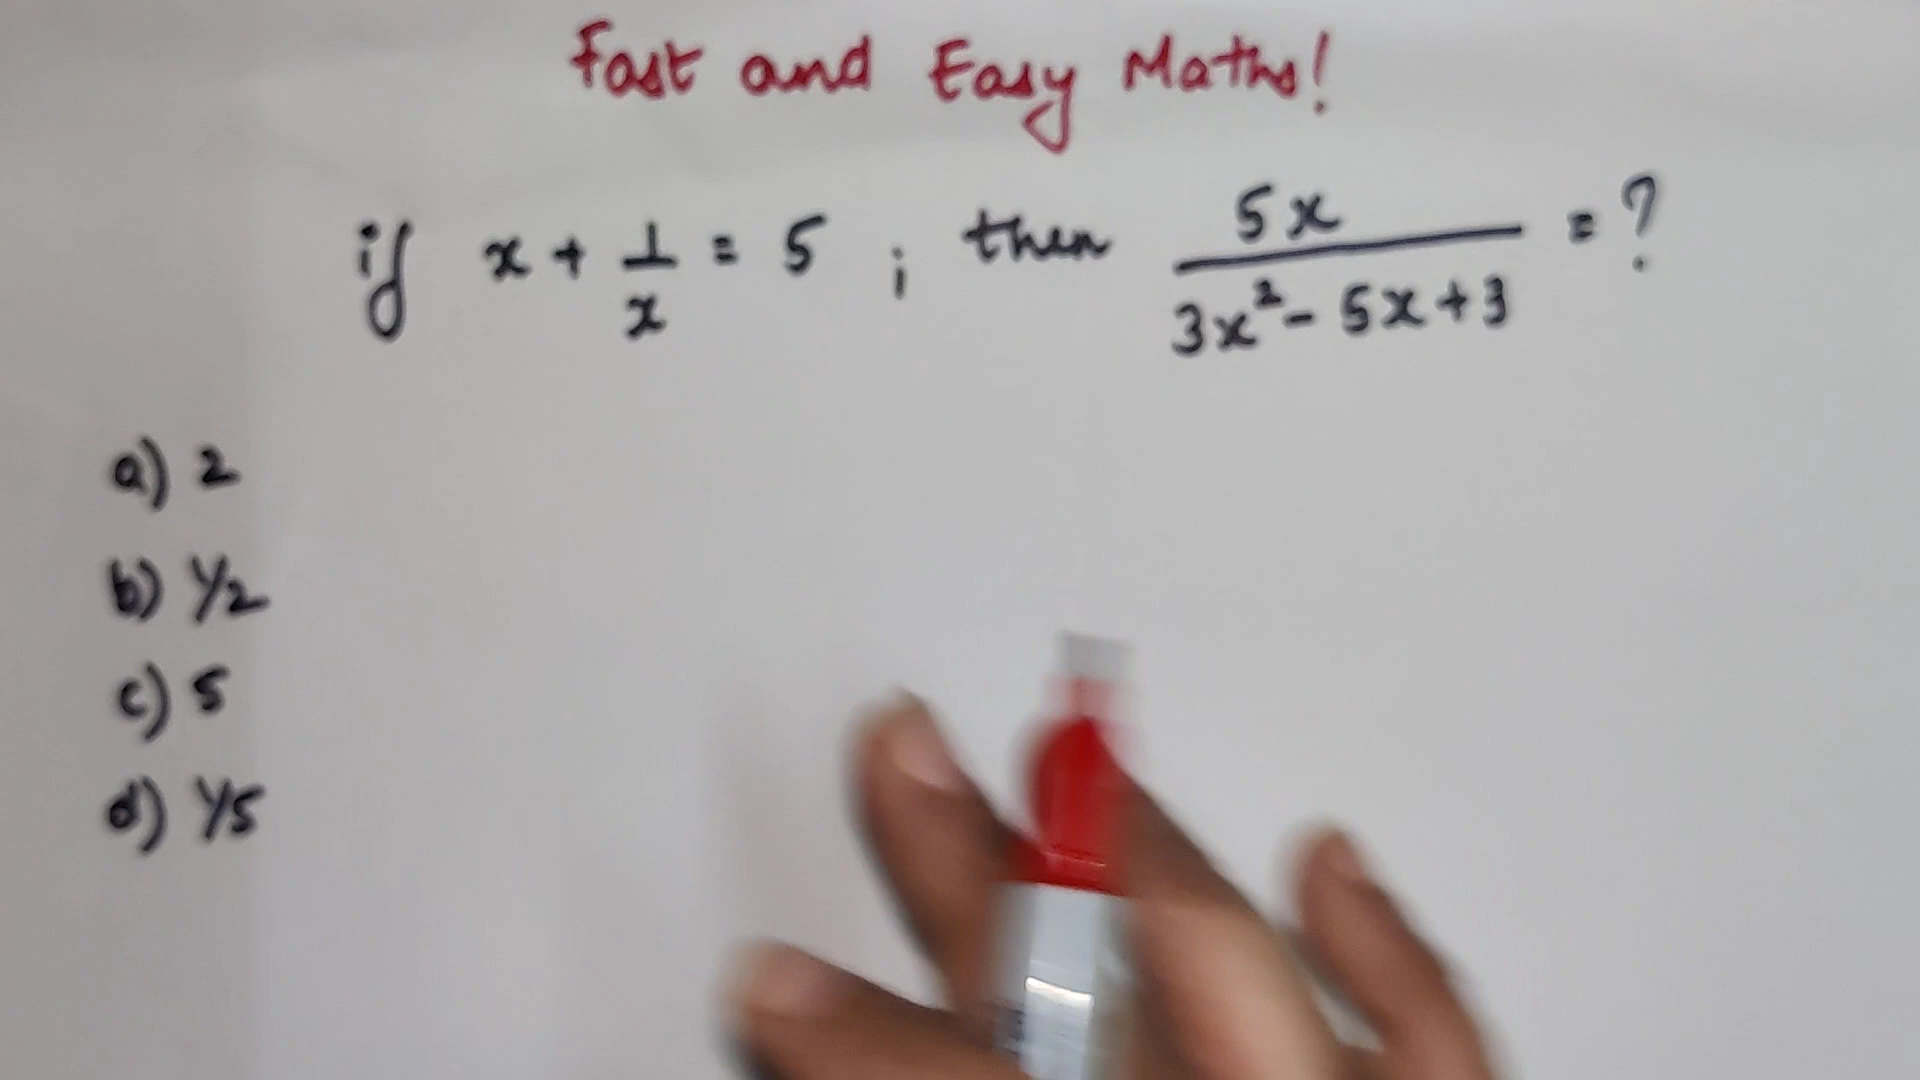 Fast and Easy Maths!
if x + 1/x = 5 ; then 5x/(3x² - 5x + 3) = ?
a) 2
b) 1/2
c) 5
d) 1/5